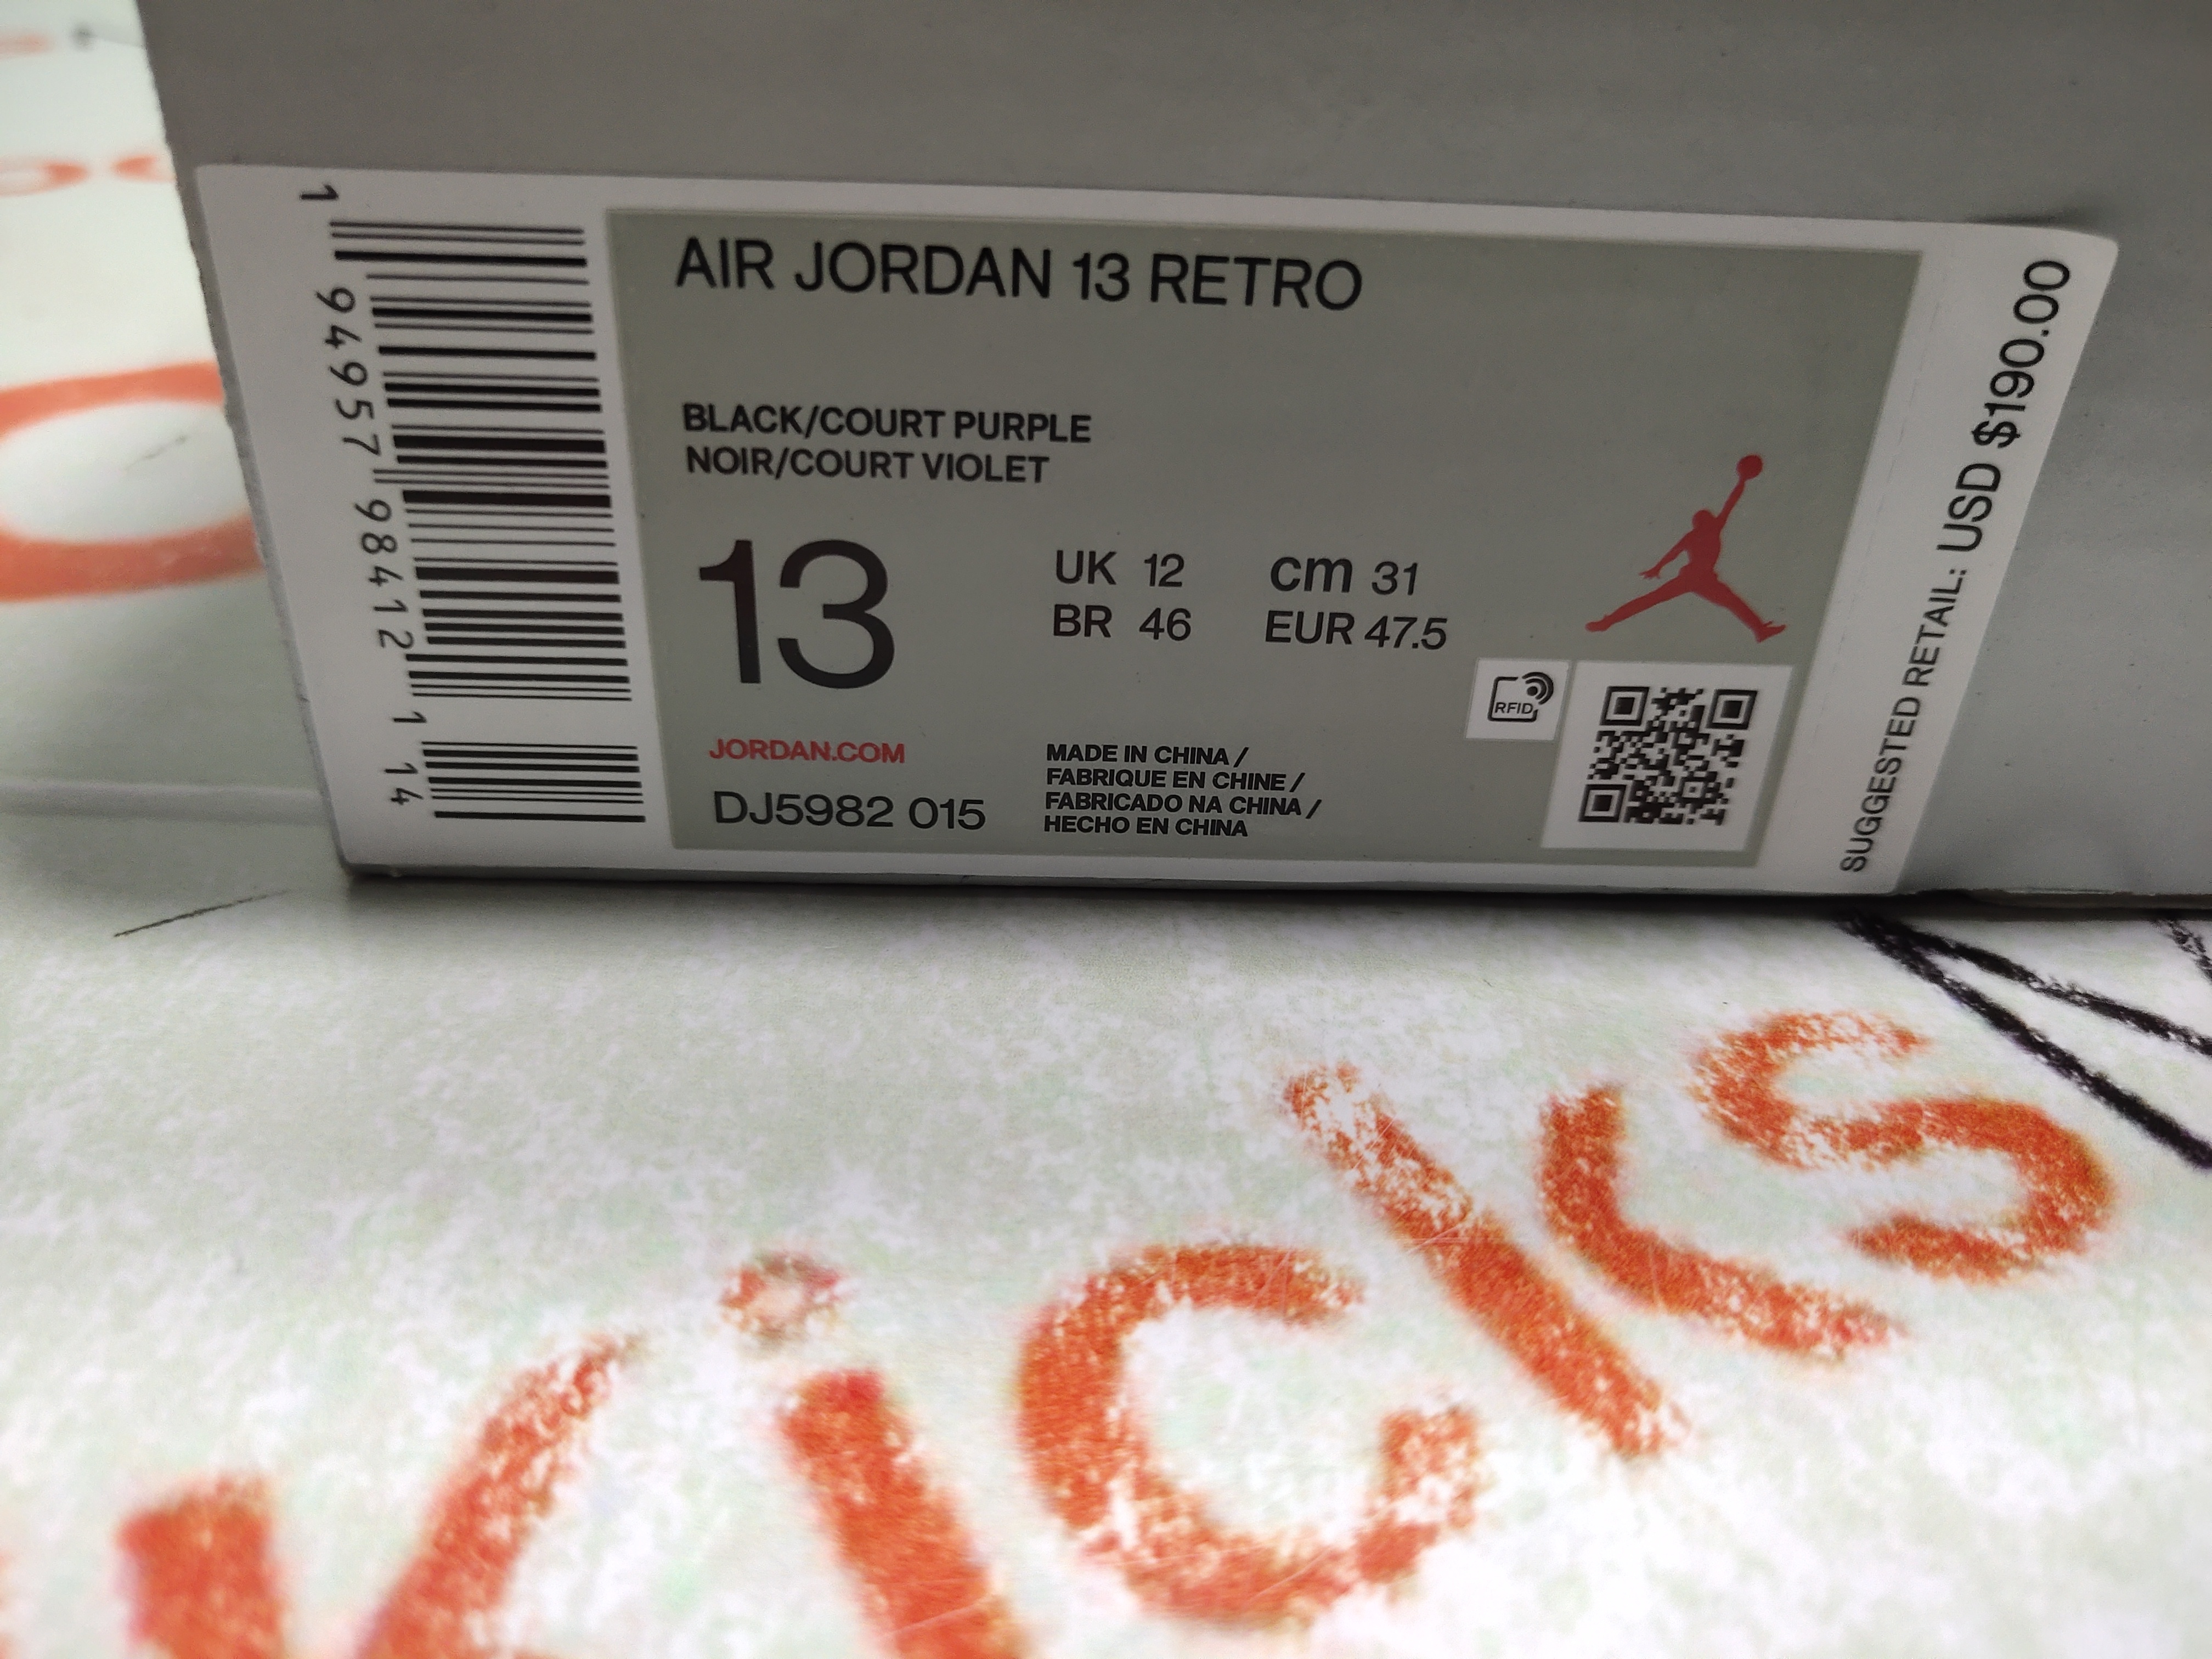 AIR JORDAN 13 RETRO
BLACK/COURT PURPLE
NOIR/COURT VIOLET
13
UK 12
cm 31
BR 46
EUR 47.5
RFID
JORDAN.COM
DJ5982 015
MADE IN CHINA /
FABRIQUE EN CHINE /
FABRICADO NA CHINA /
HECHO EN CHINA
1 94957 98412 1 14
SUGGESTED RETAIL: USD $190.00
kicks